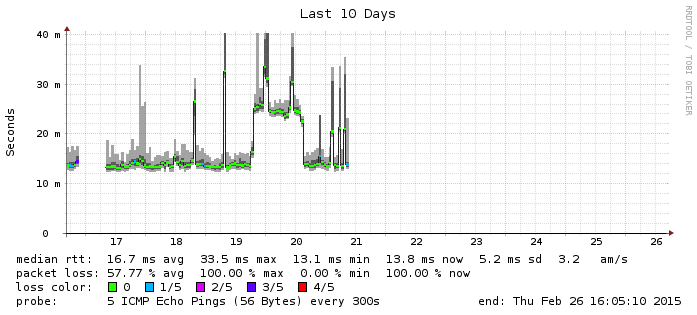 Last 10 Days
RRDTOOL / TOBI OETIKER
Seconds
40 m
30 m
20 m
10 m
0
17 18 19 20 21 22 23 24 25 26
median rtt: 16.7 ms avg 33.5 ms max 13.1 ms min 13.8 ms now 5.2 ms sd 3.2 am/s
packet loss: 57.77 % avg 100.00 % max 0.00 % min 100.00 % now
loss color: 0 1/5 2/5 3/5 4/5
probe: 5 ICMP Echo Pings (56 Bytes) every 300s end: Thu Feb 26 16:05:10 2015